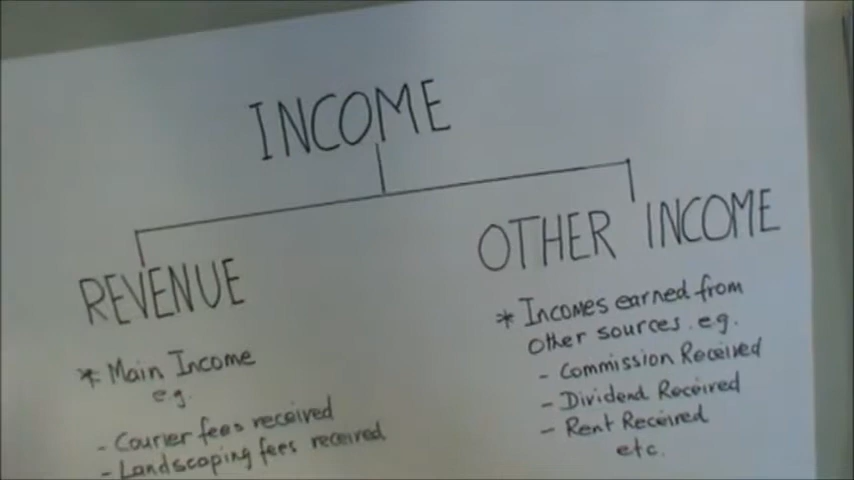 INCOME
REVENUE
* Main Income
e.g.
- Courier fees received
- Landscaping fees received
OTHER INCOME
* Incomes earned from
Other sources. e.g.
- Commission Received
- Dividend Received
- Rent Received
etc.